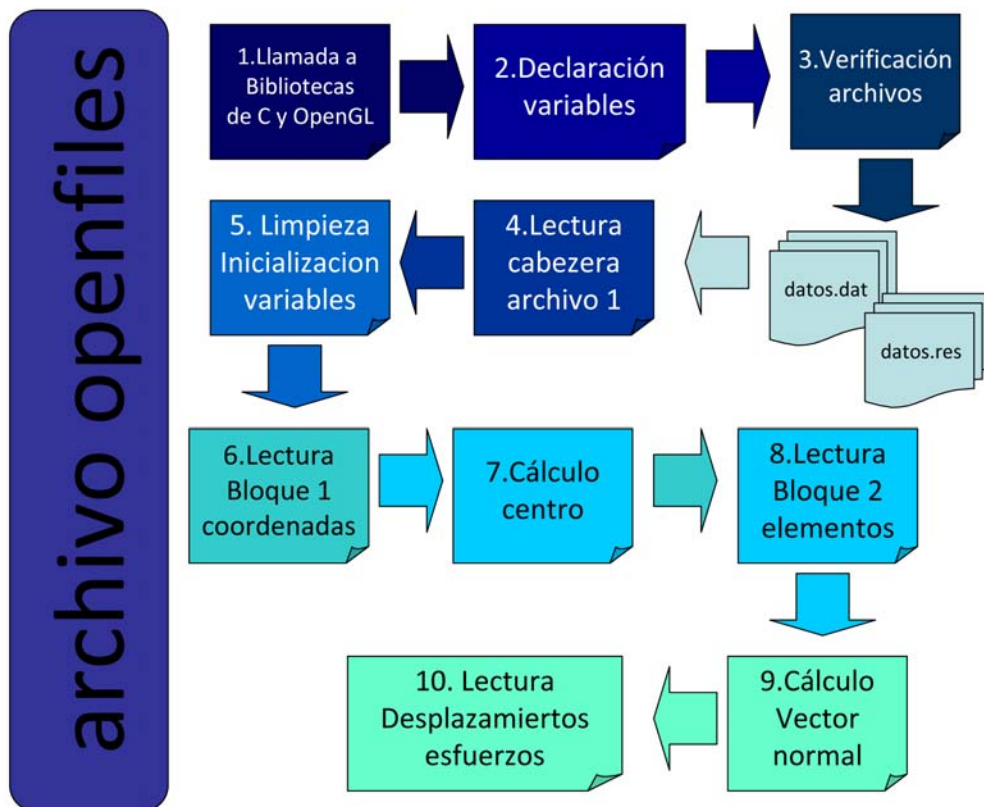 archivo openfiles
1.Llamada a
Bibliotecas
de C y OpenGL
2.Declaración
variables
3.Verificación
archivos
datos.dat
datos.res
4.Lectura
cabezera
archivo 1
5. Limpieza
Inicializacion
variables
6.Lectura
Bloque 1
coordenadas
7.Cálculo
centro
8.Lectura
Bloque 2
elementos
9.Cálculo
Vector
normal
10. Lectura
Desplazamiertos
esfuerzos